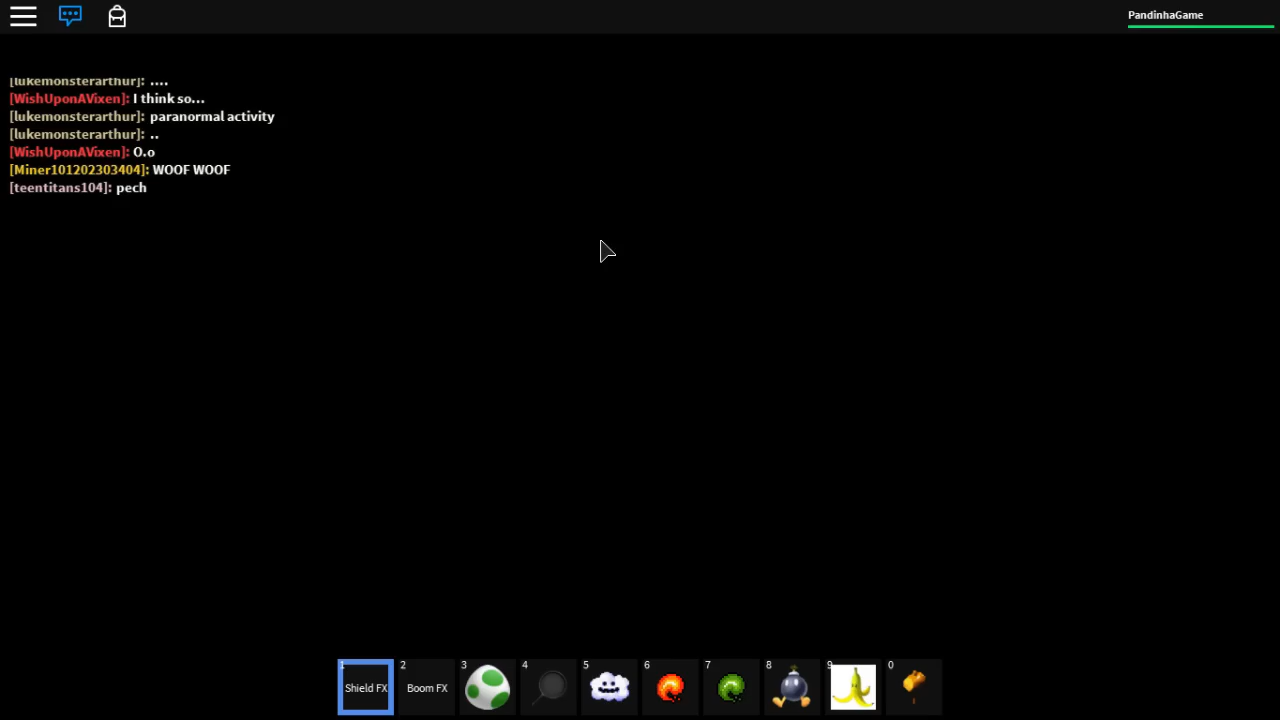 PandinhaGame
[lukemonsterarthur]: ....
[WishUponAVixen]: I think so...
[lukemonsterarthur]: paranormal activity
[lukemonsterarthur]: ..
[WishUponAVixen]: O.o
[Miner101202303404]: WOOF WOOF
[teentitans104]: pech
1 2 3 4 5 6 7 8 9 0
Shield FX Boom FX